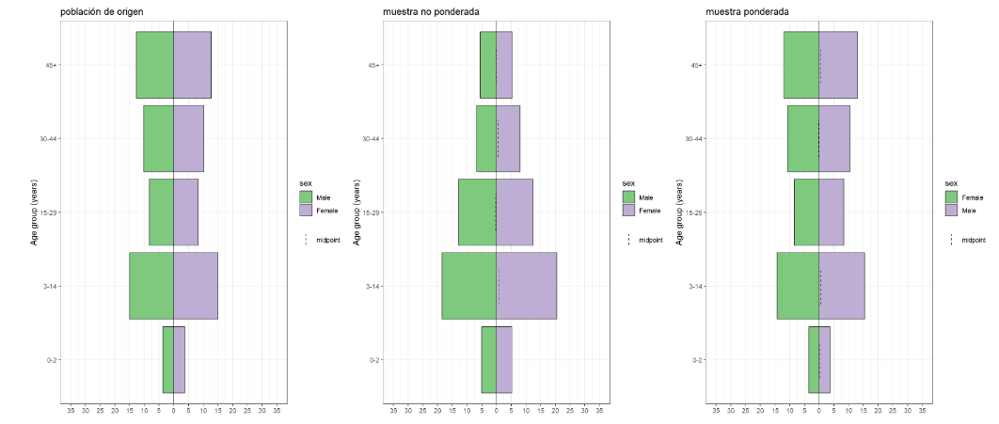 población de origen
45+
30-44
15-29
3-14
0-2
Age group (years)
35 30 25 20 15 10 5 0 5 10 15 20 25 30 35
sex
Male
Female
midpoint
muestra no ponderada
45+
30-44
15-29
3-14
0-2
Age group (years)
35 30 25 20 15 10 5 0 5 10 15 20 25 30 35
sex
Male
Female
midpoint
muestra ponderada
45+
30-44
15-29
3-14
0-2
Age group (years)
35 30 25 20 15 10 5 0 5 10 15 20 25 30 35
sex
Female
Male
midpoint